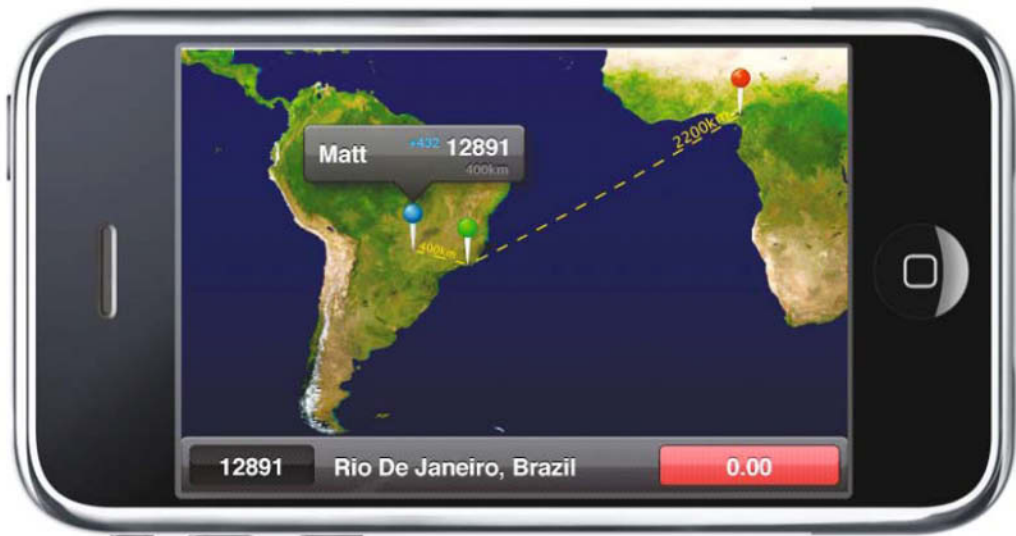 Matt +432 12891
400km
2200km
400km
12891 Rio De Janeiro, Brazil 0.00